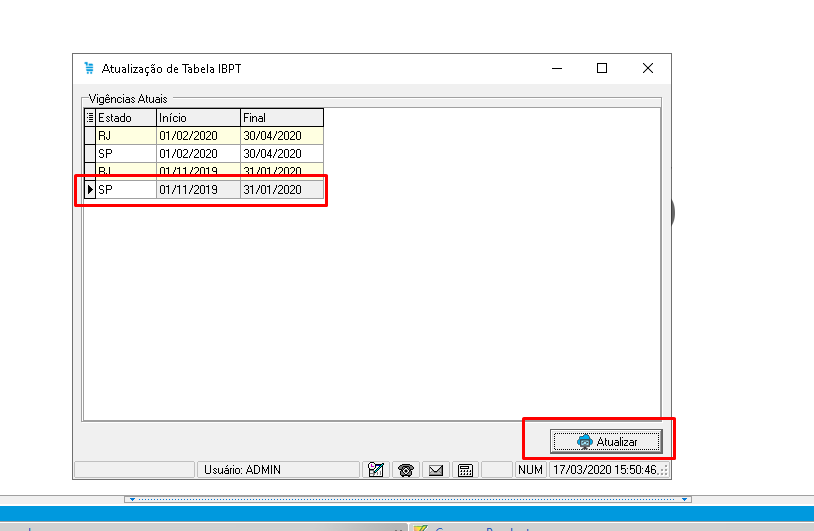 Atualização de Tabela IBPT
Vigências Atuais
Estado Início Final
RJ 01/02/2020 30/04/2020
SP 01/02/2020 30/04/2020
RJ 01/11/2019 31/01/2020
SP 01/11/2019 31/01/2020
Atualizar
Usuário: ADMIN NUM 17/03/2020 15:50:46